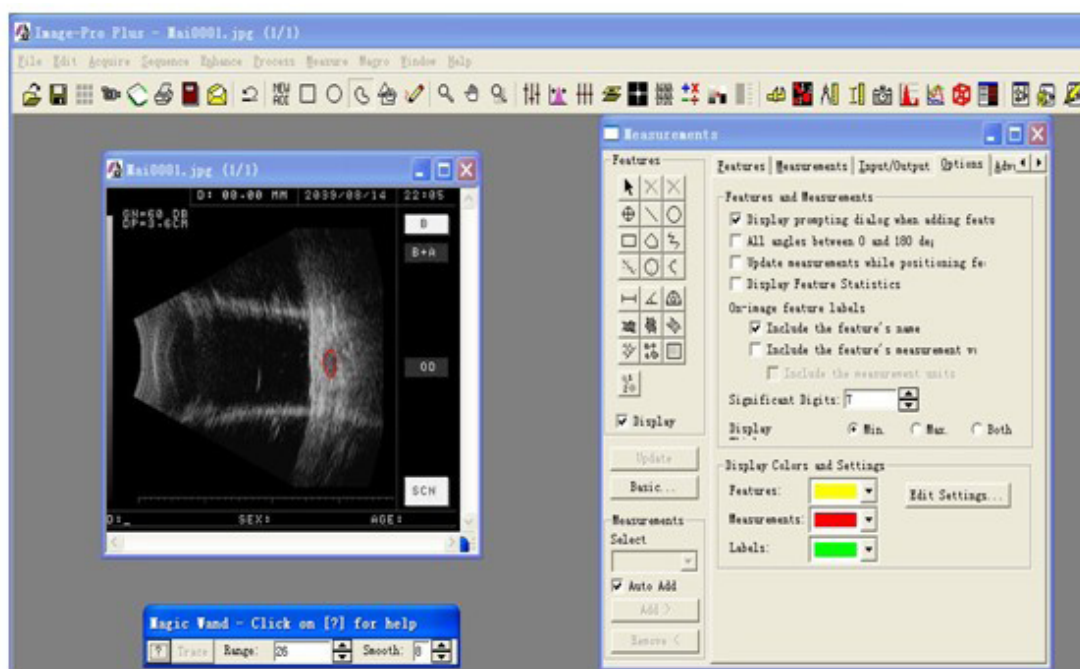 Image-Pro Plus - Mai0001.jpg (1/1)
File Edit Acquire Sequence Enhance Process Measure Macro Window Help
NEW
AOI
Mai0001.jpg (1/1)
D: 00.00 MM 2099/08/14 22:05
GN=60 DB
DP=3.6CM
B
B+A
OD
SCN
D:_ SEX: AGE:
Magic Wand - Click on [?] for help
? Trace Range: 26 Smooth: 8
Measurements
Features
Display
Update
Basic...
Measurements
Select
Auto Add
Add >
Remove <
Features Measurements Input/Output Options Adv
Features and Measurements
Display prompting dialog when adding featu
All angles between 0 and 180 deg
Update measurements while positioning fe
Display Feature Statistics
On-image feature labels
Include the feature's name
Include the feature's measurement v
Include the measurement units
Significant Digits: 7
Display Min. Max. Both
Display Colors and Settings
Features:
Edit Settings...
Measurements:
Labels: